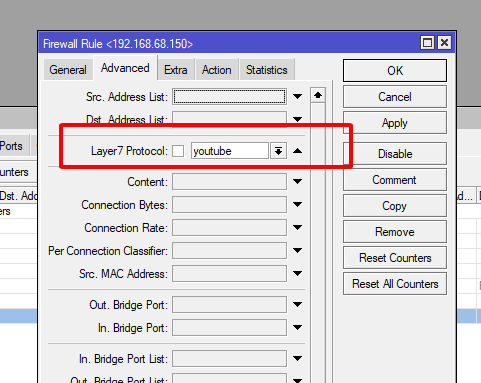 Firewall Rule <192.168.68.150>
General Advanced Extra Action Statistics
Src. Address List:
Dst. Address List:
Layer7 Protocol: youtube
Content:
Connection Bytes:
Connection Rate:
Per Connection Classifier:
Src. MAC Address:
Out. Bridge Port:
In. Bridge Port:
In. Bridge Port List:
Out. Bridge Port List:
OK
Cancel
Apply
Disable
Comment
Copy
Remove
Reset Counters
Reset All Counters
Ports
unters
Dst. Ad
ers
Ad...